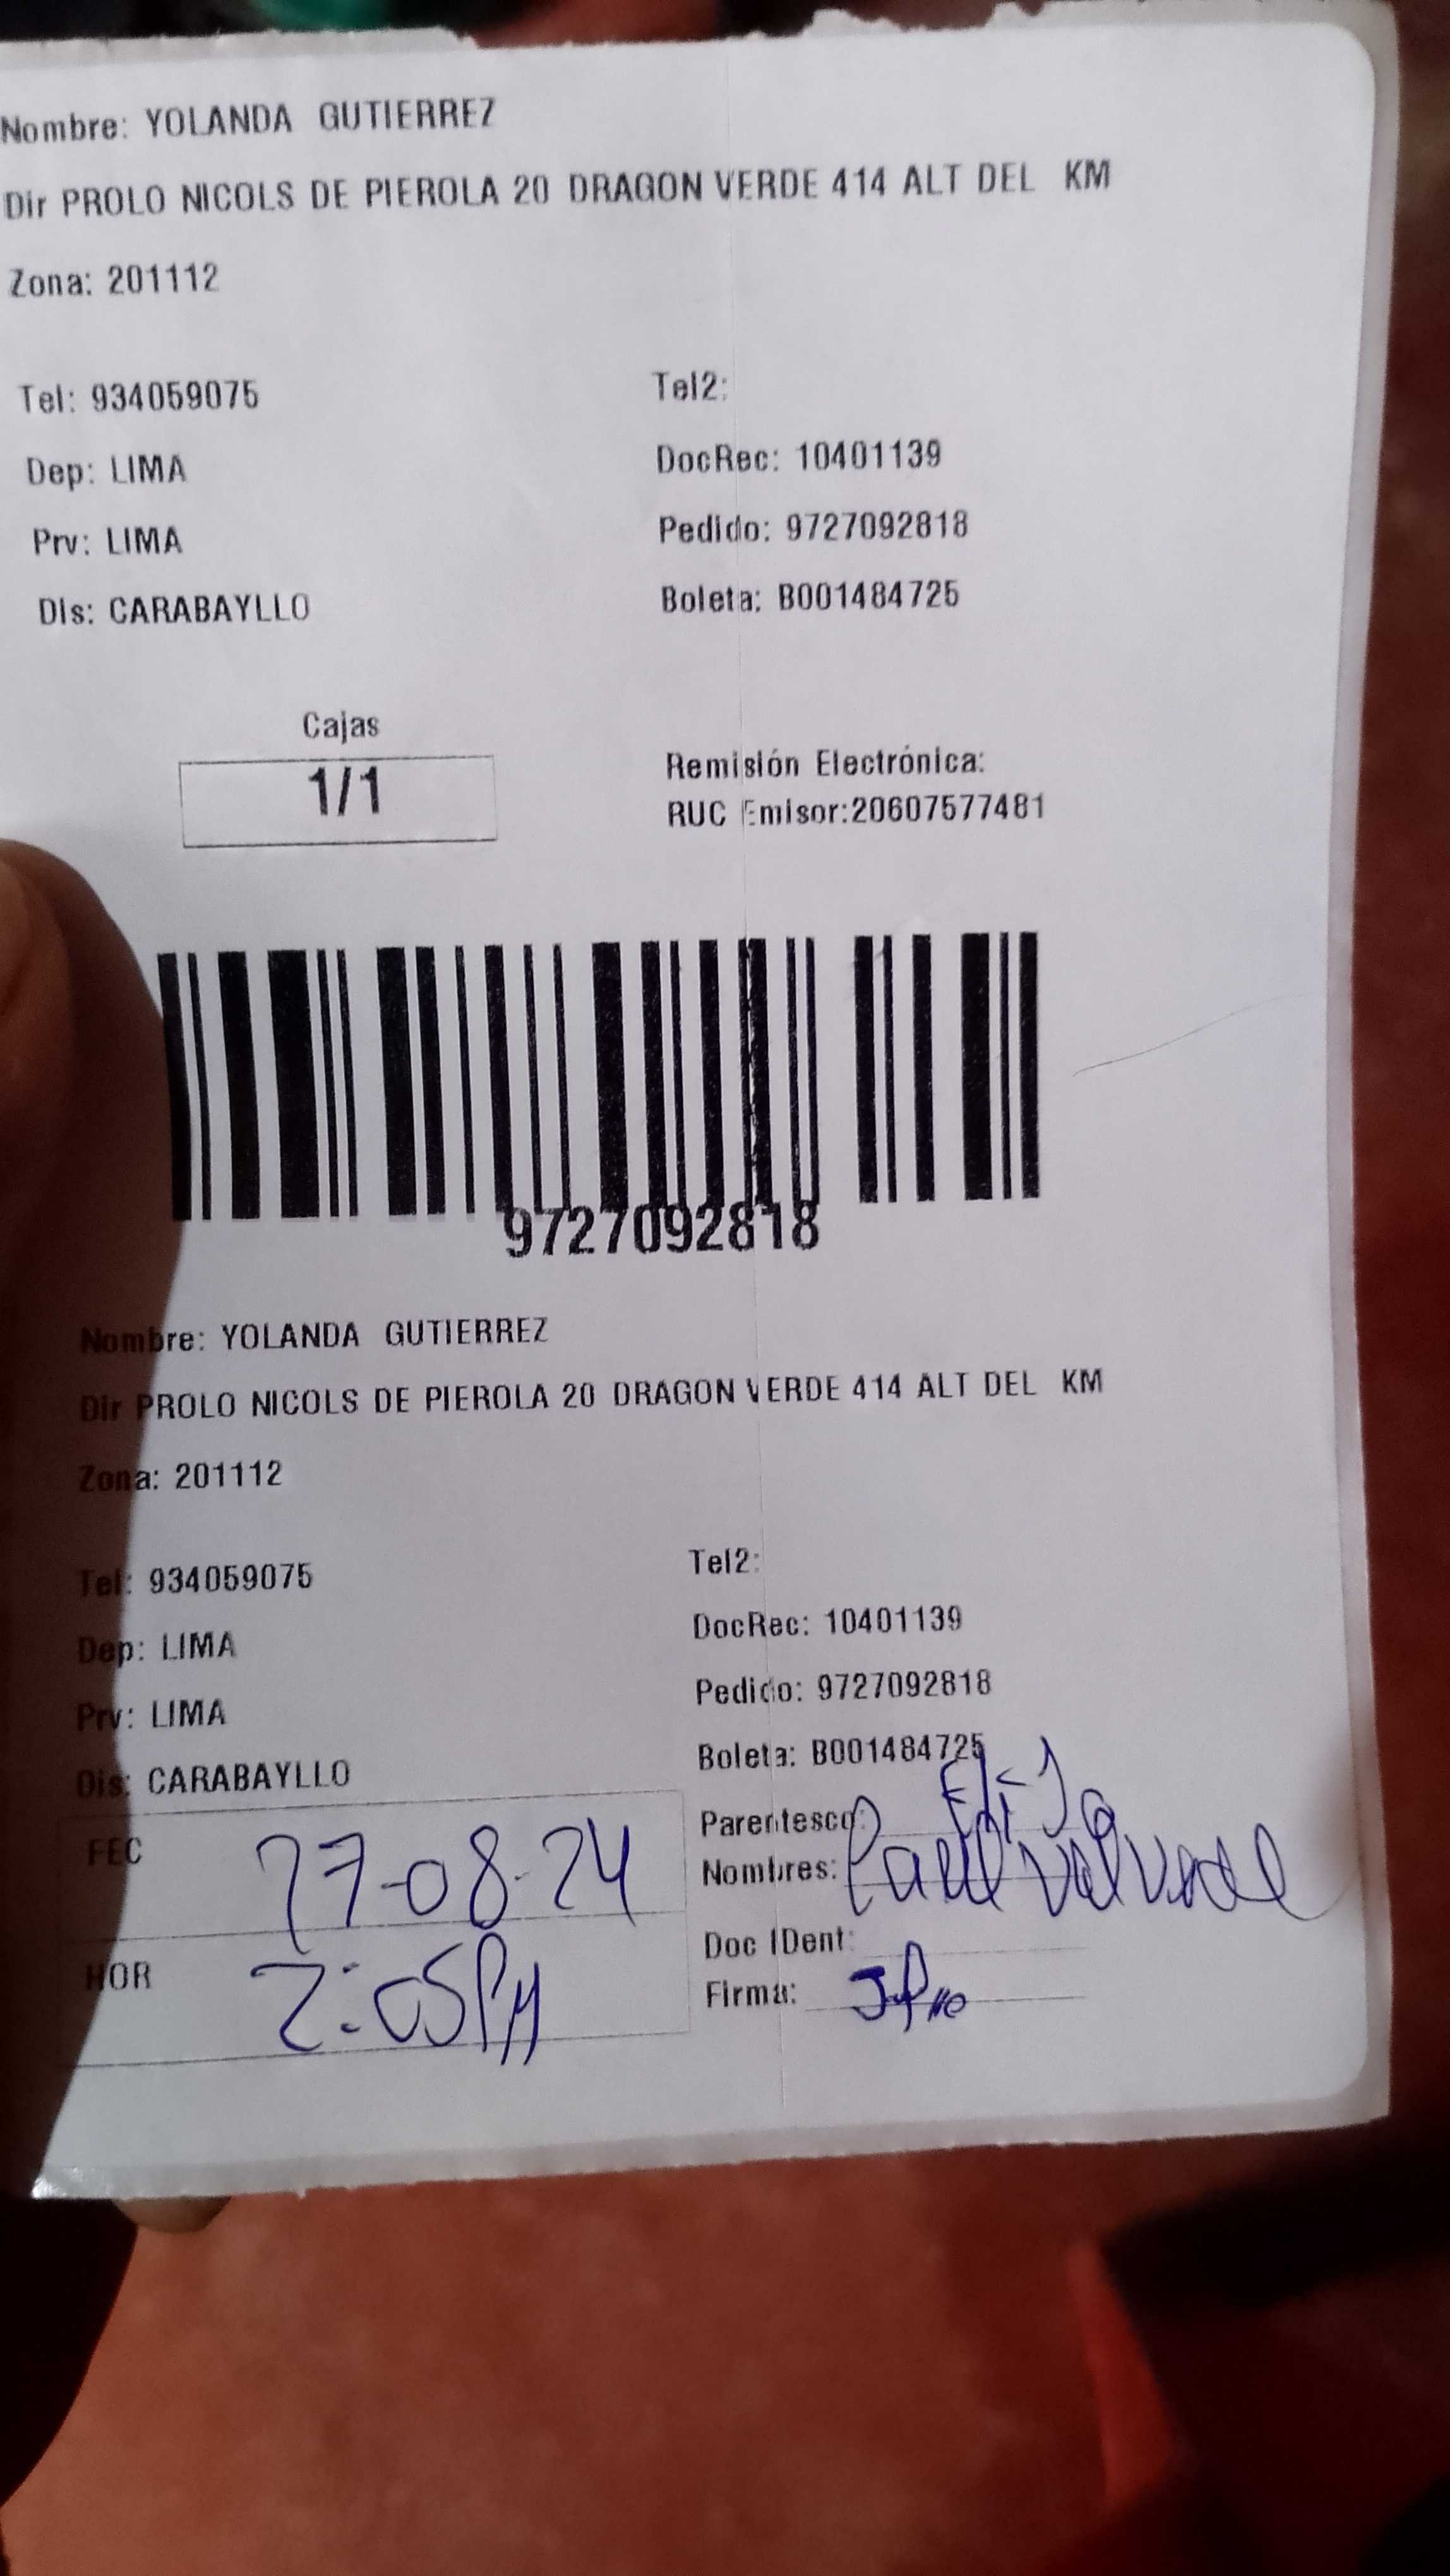 Nombre: YOLANDA GUTIERREZ
Dir PROLO NICOLS DE PIEROLA 20 DRAGON VERDE 414 ALT DEL KM
Zona: 201112
Tel: 934059075 Tel2:
Dep: LIMA DocRec: 10401139
Prv: LIMA Pedido: 9727092818
Dis: CARABAYLLO Boleta: B001484725
Cajas
1/1
Remisión Electrónica:
RUC Emisor:20607577481
9727092818
Nombre: YOLANDA GUTIERREZ
Dir PROLO NICOLS DE PIEROLA 20 DRAGON VERDE 414 ALT DEL KM
Zona: 201112
Tel: 934059075 Tel2:
Dep: LIMA DocRec: 10401139
Prv: LIMA Pedido: 9727092818
Dis: CARABAYLLO Boleta: B001484725
Parentesco:
FEC 27-08-24 Nombres: Valverde
Doc IDent:
HOR 2:05PM Firma: